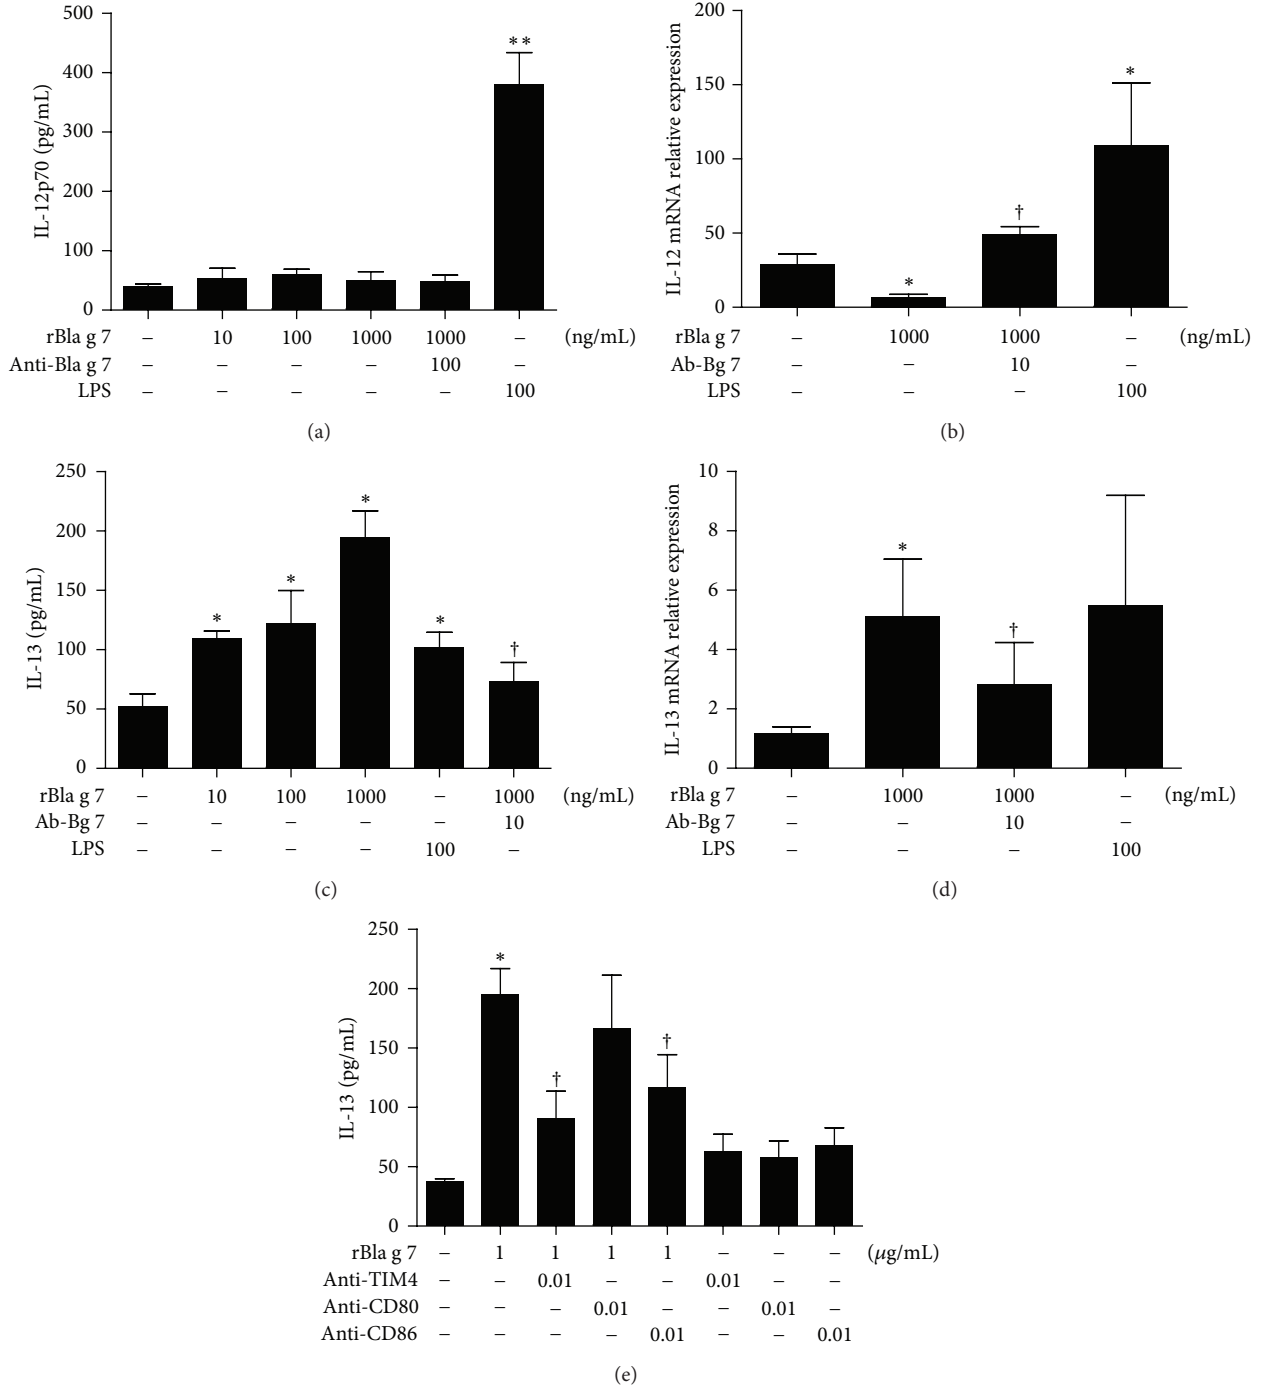 500
400
300
200
100
0
IL-12p70 (pg/mL)
**
rBla g 7 – 10 100 1000 1000 – (ng/mL)
Anti-Bla g 7 – – – – 100 –
LPS – – – – – 100
(a)
200
150
100
50
0
IL-12 mRNA relative expression
*
†
*
rBla g 7 – 1000 1000 – (ng/mL)
Ab-Bg 7 – – 10 –
LPS – – – 100
(b)
250
200
150
100
50
0
IL-13 (pg/mL)
*
*
*
*
†
rBla g 7 – 10 100 1000 – 1000 (ng/mL)
Ab-Bg 7 – – – – – 10
LPS – – – – 100 –
(c)
10
8
6
4
2
0
IL-13 mRNA relative expression
*
†
rBla g 7 – 1000 1000 – (ng/mL)
Ab-Bg 7 – – 10 –
LPS – – – 100
(d)
250
200
150
100
50
0
IL-13 (pg/mL)
*
†
†
rBla g 7 – 1 1 1 1 – – – (μg/mL)
Anti-TIM4 – – 0.01 – – 0.01 – –
Anti-CD80 – – – 0.01 – – 0.01 –
Anti-CD86 – – – – 0.01 – – 0.01
(e)